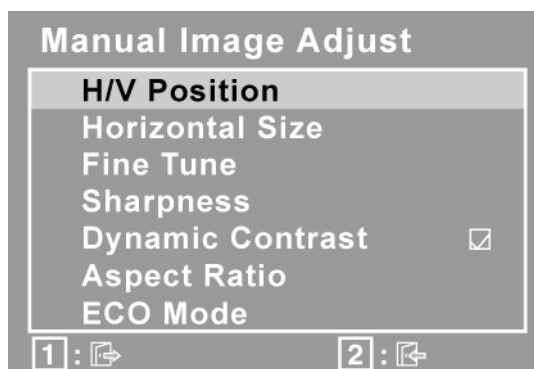 Manual Image Adjust
H/V Position
Horizontal Size
Fine Tune
Sharpness
Dynamic Contrast
Aspect Ratio
ECO Mode
1 : 2 :